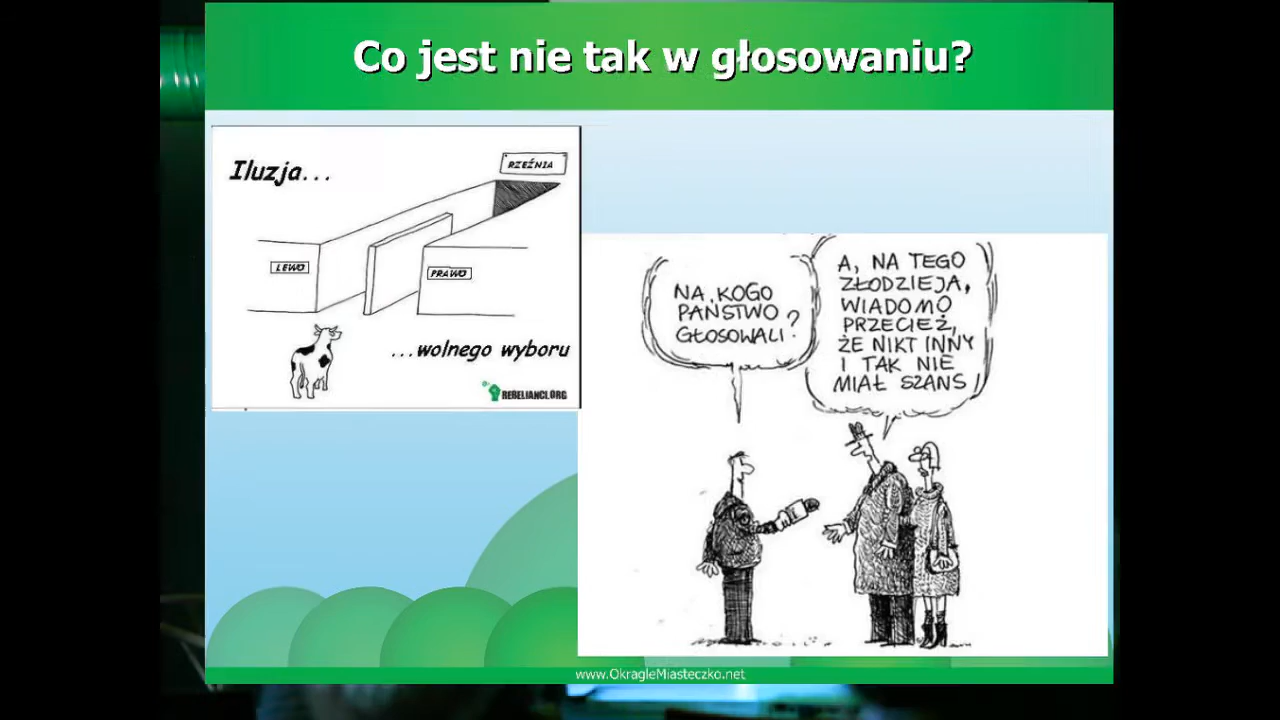 Co jest nie tak w głosowaniu?
Iluzja...
RZEŹNIA
LEWO
PRAWO
...wolnego wyboru
REBELIANCI.ORG
NA KOGO
PAŃSTWO
GŁOSOWALI?
A, NA TEGO
ZŁODZIEJA,
WIADOMO
PRZECIEŻ,
ŻE NIKT INNY
I TAK NIE
MIAŁ SZANS!
www.OkragleMiasteczko.net